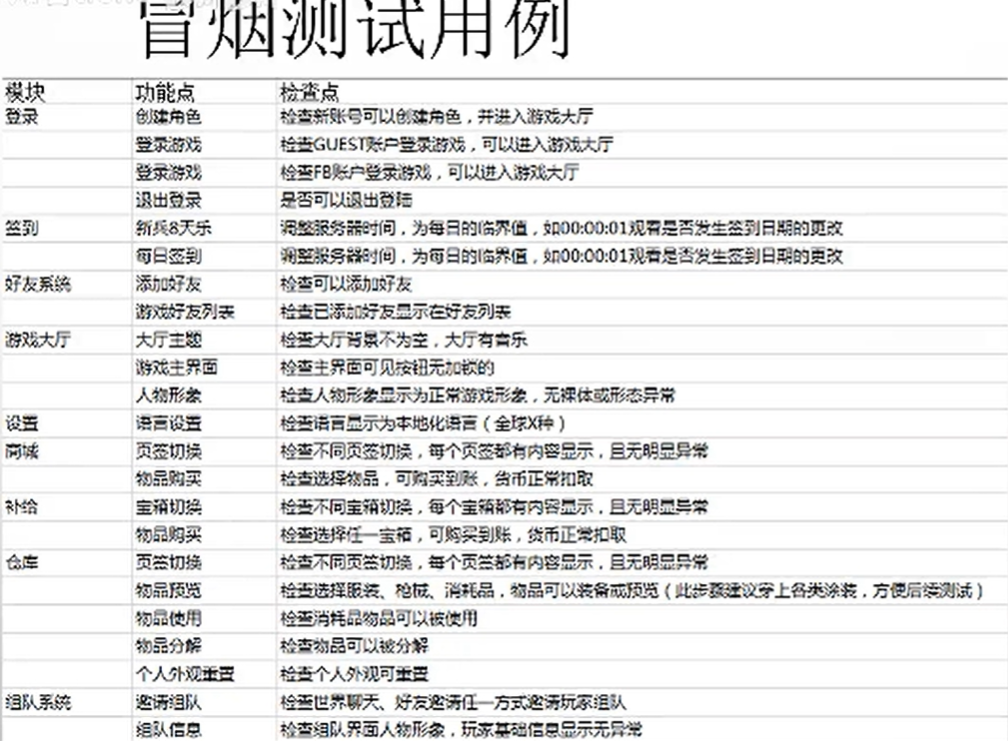 冒烟测试用例
模块 功能点 检查点
登录 创建角色 检查新账号可以创建角色，并进入游戏大厅
登录游戏 检查GUEST账户登录游戏，可以进入游戏大厅
登录游戏 检查FB账户登录游戏，可以进入游戏大厅
退出登录 是否可以退出登陆
签到 新兵8天乐 调整服务器时间，为每日的临界值，如00:00:01观看是否发生签到日期的更改
每日签到 调整服务器时间，为每日的临界值，如00:00:01观看是否发生签到日期的更改
好友系统 添加好友 检查可以添加好友
游戏好友列表 检查已添加好友显示在好友列表
游戏大厅 大厅主题 检查大厅背景不为空，大厅有音乐
游戏主界面 检查主界面可见按钮无加锁的
人物形象 检查人物形象显示为正常游戏形象，无裸体或形态异常
设置 语言设置 检查语言显示为本地化语言（全球X种）
商城 页签切换 检查不同页签切换，每个页签都有内容显示，且无明显异常
物品购买 检查选择物品，可购买到账，货币正常扣取
补给 宝箱切换 检查不同宝箱切换，每个宝箱都有内容显示，且无明显异常
物品购买 检查选择任一宝箱，可购买到账，货币正常扣取
仓库 页签切换 检查不同页签切换，每个页签都有内容显示，且无明显异常
物品预览 检查选择服装、枪械、消耗品，物品可以装备或预览（此步骤建议穿上各类涂装，方便后续测试）
物品使用 检查消耗品物品可以被使用
物品分解 检查物品可以被分解
个人外观重置 检查个人外观可重置
组队系统 邀请组队 检查世界聊天、好友邀请任一方式邀请玩家组队
组队信息 检查组队界面人物形象，玩家基础信息显示无异常